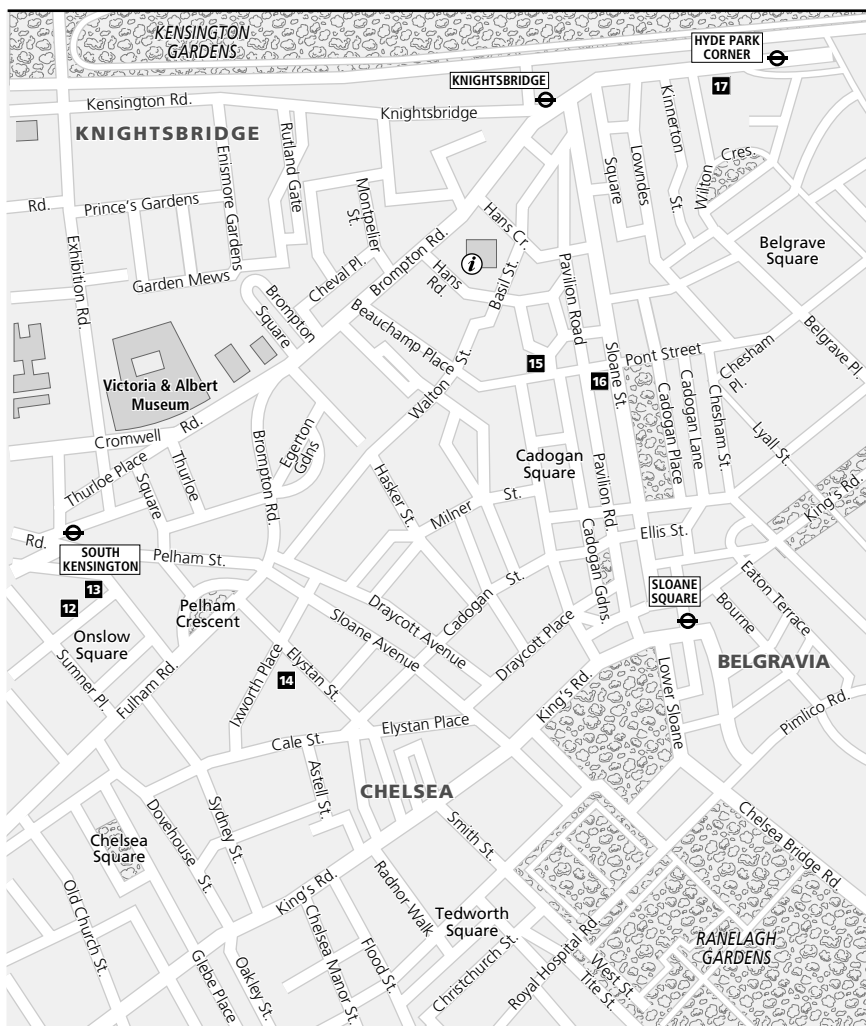 KENSINGTON
GARDENS
HYDE PARK
CORNER
KNIGHTSBRIDGE
17
Kensington Rd.
Knightsbridge
KNIGHTSBRIDGE
Kinnerton
St.
Lowndes
Square
Wilton
Cres.
Rutland Gate
Enismore Gardens
Montpelier
St.
Rd.
Prince's Gardens
Hans Cr.
Brompton Rd.
Belgrave
Square
Exhibition Rd.
i
Hans
Rd.
Basil St.
Pavilion Road
Cheval Pl.
Garden Mews
Brompton
Square
Beauchamp Place
Belgrave Pl.
Sloane St.
Pont Street
Chesham
Pl.
15
16
Walton
St.
Victoria & Albert
Museum
Cadogan Place
Cadogan Lane
Chesham St.
Lyall St.
Cromwell
Rd.
Brompton Rd.
Egerton
Gdns
Thurloe Place
Thurloe
Square
Hasker St.
Cadogan
Square
Pavilion Rd
Milner
St.
King's Rd.
Ellis St.
Rd.
SOUTH
KENSINGTON
Pelham St.
Cadogan
St.
Cadogan Gdns.
SLOANE
SQUARE
Eaton Terrace
Bourne
13
12
Pelham
Crescent
Draycott Avenue
Sloane Avenue
Draycott Place
Onslow
Square
BELGRAVIA
Sumner Pl.
Fulham Rd.
Ixworth Place
14
Elystan St.
Lower Sloane
King's Rd.
Pimlico Rd.
Elystan Place
Cale St.
Astell St.
CHELSEA
Chelsea
Square
Dovehouse
St.
Sydney St.
Smith St.
Chelsea Bridge Rd
Old Church St.
King's Rd.
Radnor Walk
Tedworth
Square
Glebe Place
Oakley St.
Chelsea Manor St.
Flood St.
Christchurch St.
Royal Hospital Rd
West St.
Tite St.
RANELAGH
GARDENS